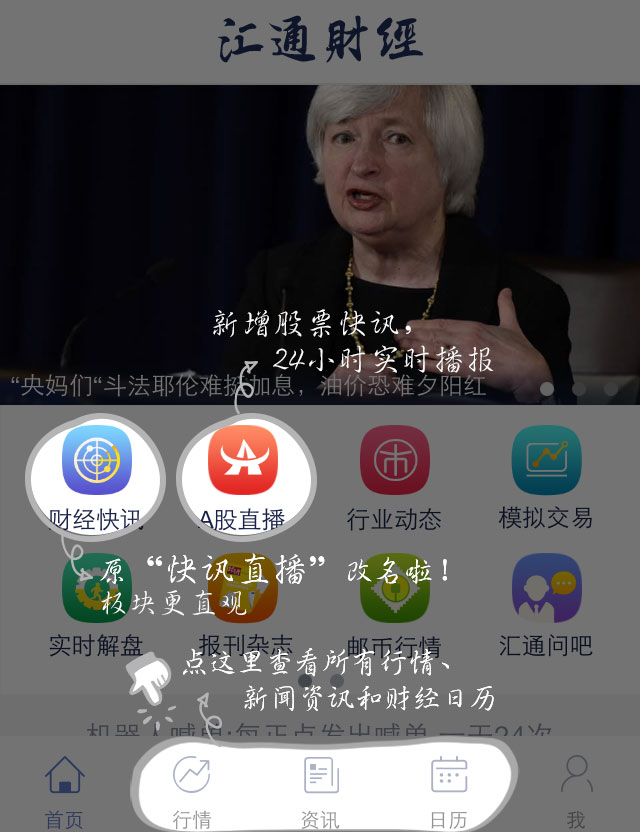 汇通财經
新增股票快讯，
24小时实时播报
“央妈们“斗法耶伦难挺加息，油价恐难夕阳红
财经快讯 A股直播 行业动态 模拟交易
原“快讯直播”改名啦！
板块更直观
实时解盘 报刊杂志 邮币行情 汇通问吧
点这里查看所有行情、
新闻资讯和财经日历
机器人喊单:每正点发出喊单,一天24次
首页 行情 资讯 日历 我